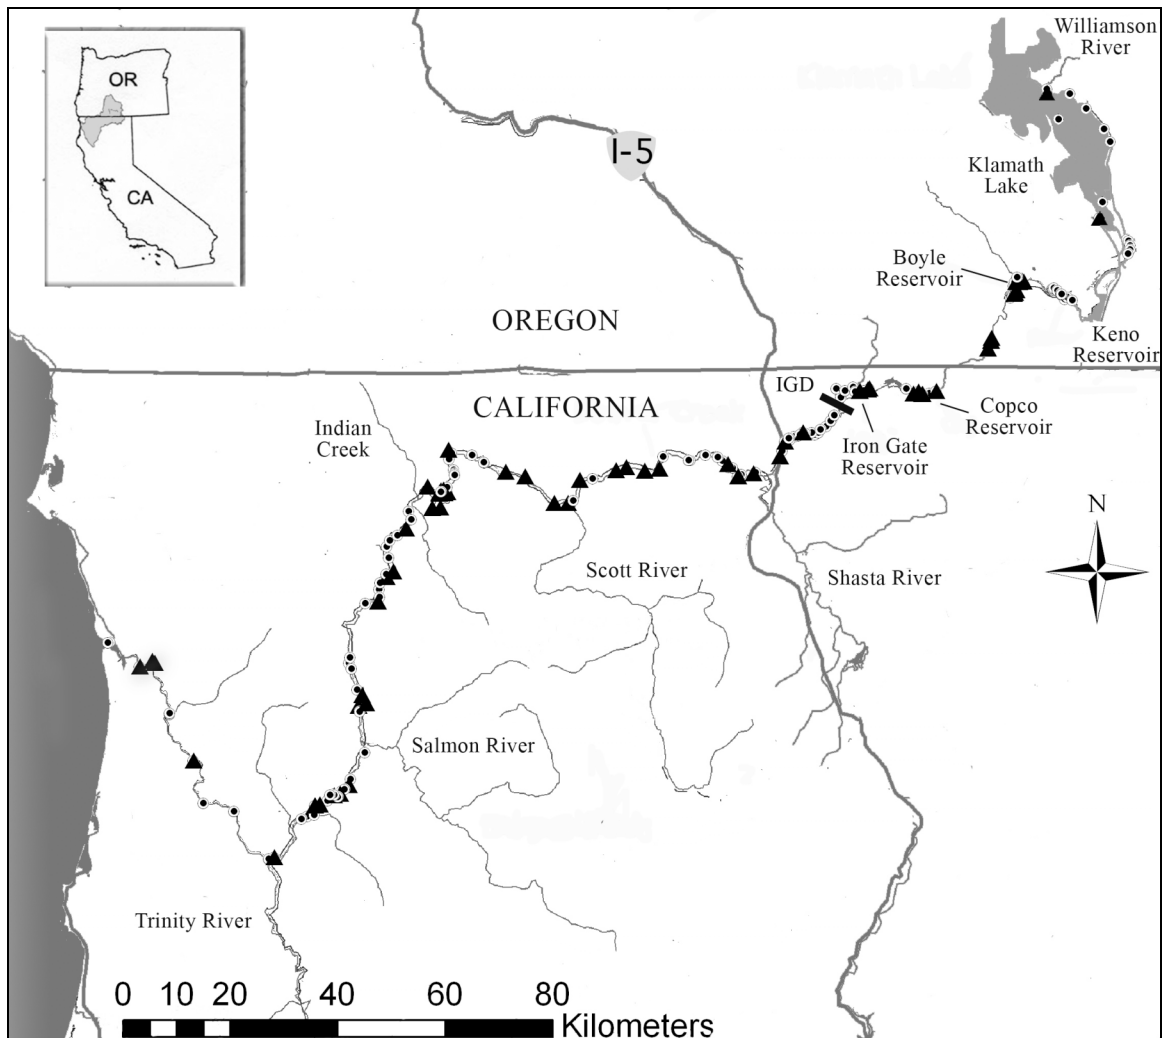 Williamson
River
OR
I-5
Klamath
Lake
CA
Boyle
Reservoir
OREGON
Keno
Reservoir
IGD
CALIFORNIA
Copco
Reservoir
Indian
Creek
Iron Gate
Reservoir
N
Scott River
Shasta River
Salmon River
Trinity River
0 10 20 40 60 80
Kilometers